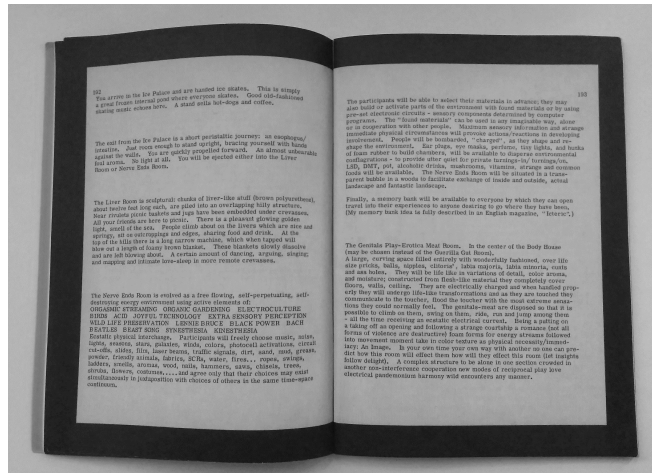 192
You arrive in the Ice Palace and are handed ice skates. This is simply
a great frozen internal pond where everyone skates. Good old-fashioned
skating music echoes here. A stand sells hot-dogs and coffee.
The exit from the Ice Palace is a short peristaltic journey: an esophagus/
intestine. Just room enough to stand upright, bracing yourself with hands
against the walls. You are quickly propelled forward. An almost unbearable
fetal aroma. No light at all. You will be ejected either into the Liver
Room or Nerve Ends Room.
The Liver Room is sculptural: chunks of liver-like stuff (brown polyurethane),
about twelve feet long each, are piled into an overlapping hilly structure.
Near rivulets picnic baskets and jugs have been embedded under crevasses.
All your friends are here to picnic. There is a pleasant glowing golden
light, smell of the sea. People climb about on the livers which are nice and
springy, sit on outcroppings and edges, sharing food and drink. At the
top of the hills there is a long narrow machine, which when tapped will
blow out a length of foamy brown blanket. These blankets slowly dissolve
and are left blowing about. A certain amount of dancing, arguing, singing;
and napping and intricate love-sleep in more remote crevasses.
The Nerve Ends Room is evolved as a free flowing, self-perpetuating, self-
destroying energy environment using active elements of:
ORGASMIC STREAMING ORGANIC GARDENING ELECTROCULTURE
BIRDS ACID JOYFUL TECHNOLOGY EXTRA SENSORY PERCEPTION
WILD LIFE PRESERVATION LENNIE BRUCE BLACK POWER BACH
BEATLES BEAST KING SYNESTHESIA KINESTHESIA
Ecstatic physical interchange. Participants will freely choose music, noise,
lights, seasons, stars, galaxies, winds, colors, photocell activations, circuit
cut-offs, slides, film, laser beams, traffic signals, dirt, sand, mud, grease,
powder, friendly animals, fabrics, SCRs, water, fires... ropes, swings,
ladders, swells, aromas, wood, nails, hammers, saws, chisels, trees,
shrubs, flowers, costumes,.....and agree only that their choices may exist
simultaneously in juxtaposition with choices of others in the same time-space
continuum.
193
The participants will be able to select their materials in advance; they may
also build or activate parts of the environment with found materials or by using
pre-set electronic circuits - sensory components determined by computer
programs. The "found materials" can be used in any imaginable way, alone
or in cooperation with other people. Maximum sensory information and strange
immediate physical circumstances will provoke actions/reactions in developing
involvement. People will be bombarded, "charged", as they shape and re-
shape the environment. Ear plugs, eye masks, perfume, tiny lights, and hunks
of foam rubber to build chambers, will be available to disperse environmental
conflagrations - to provide utter quiet for private turnings-in/ turnings/on.
LSD, DMT, pot, alcoholic drinks, mushrooms, vitamins, strange and common
foods will be available. The Nerve Ends Room will be situated in a trans-
parent bubble in a woods to facilitate exchange of inside and outside, actual
landscape and fantastic landscape.
Finally, a memory bank will be available to everyone by which they can open
travel into their experiences to anyone desiring to go where they have been.
(My memory bank idea is fully described in an English magazine, "Icteric".)
The Genitals Play-Erotica Meat Room. In the center of the Body House
(may be chosen instead of the Guerrilla Gut Room).
A large, curving space filled entirely with wonderfully fashioned, over life
size pricks, balls, nipples, clitoris', labia majoria, labia minoria, cunts
and ass holes. They will be life like in variations of detail, color aroma,
and moisture; constructed from flesh-like material they completely cover
floors, walls, ceiling. They are electrically charged and when handled prop-
erly they will undergo life-like transformations and as they are touched they
communicate to the toucher, flood the toucher with the most extreme sensa-
tions they could normally feel. The genitals-meat are disposed so that it is
possible to climb on them, swing on them, ride, run and jump among them
- all the time receiving an ecstatic electrical current. Being a putting on
a taking off an opening and following a strange courtship a romance (not all
forms of violence are destructive) foam forms for energy streams followed
into movement moment take in color texture as physical necessity/immed-
iacy; An Image. In your own time your own way with another no one can pre-
dict how this room will effect them how will they effect this room (let insights
follow delight). A complex structure to be alone in one section crowded in
another non-interference cooperation new modes of reciprocal play love
electrical pandemonium harmony wild encounters any manner.